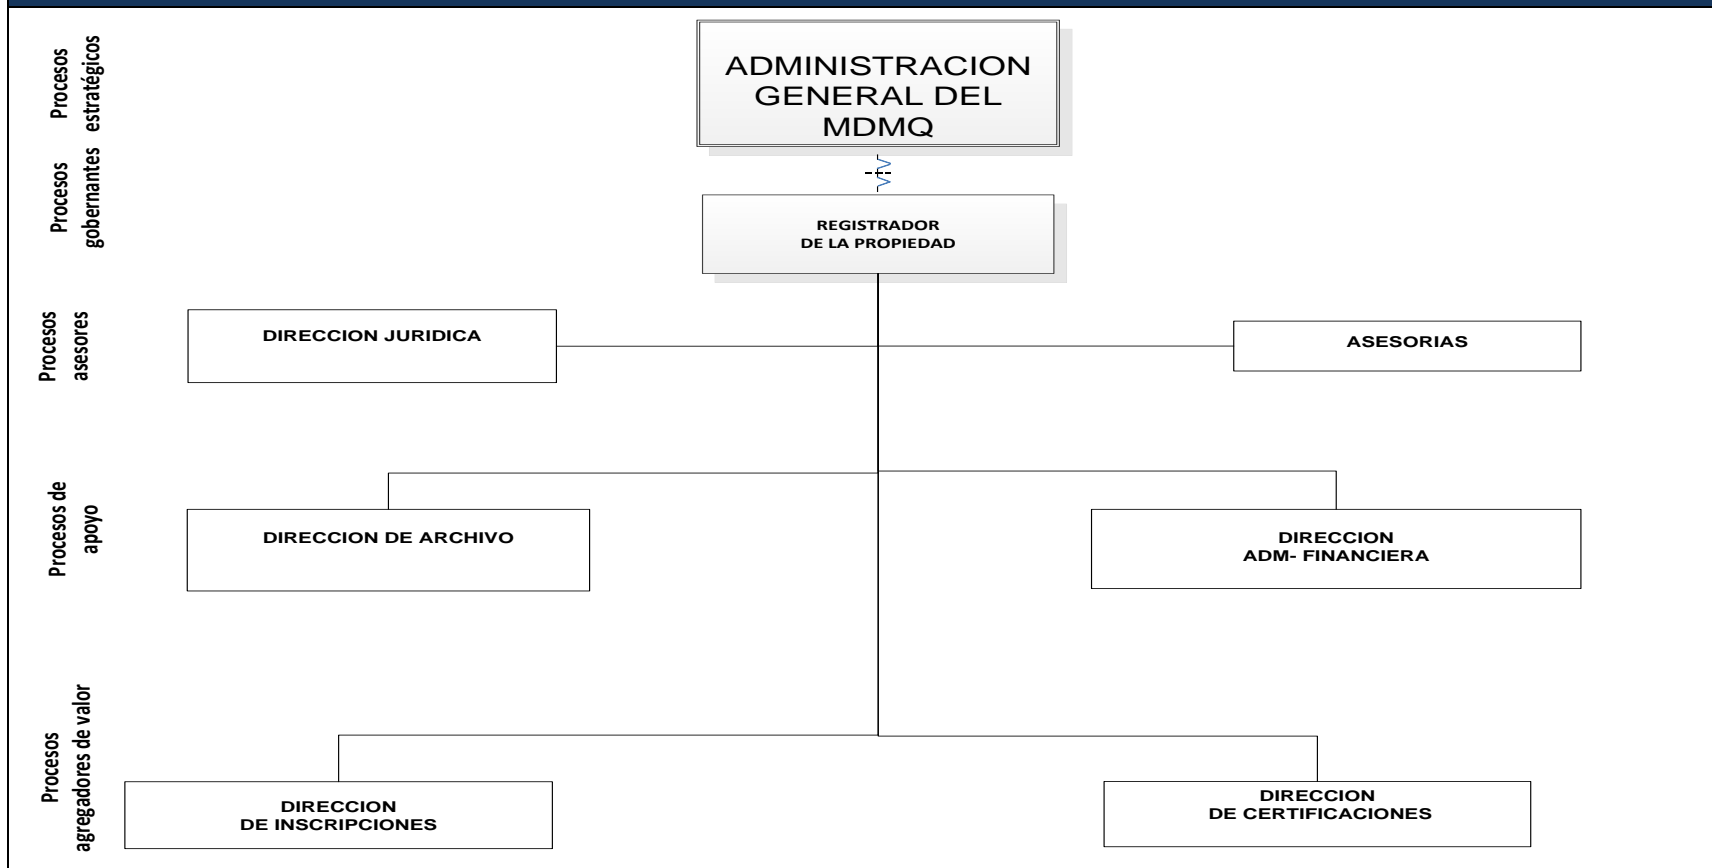 Procesos
estratégicos
ADMINISTRACION
GENERAL DEL
MDMQ
Procesos
gobernantes
REGISTRADOR
DE LA PROPIEDAD
Procesos
asesores
DIRECCION JURIDICA
ASESORIAS
Procesos de
apoyo
DIRECCION DE ARCHIVO
DIRECCION
ADM- FINANCIERA
Procesos
agregadores de valor
DIRECCION
DE INSCRIPCIONES
DIRECCION
DE CERTIFICACIONES